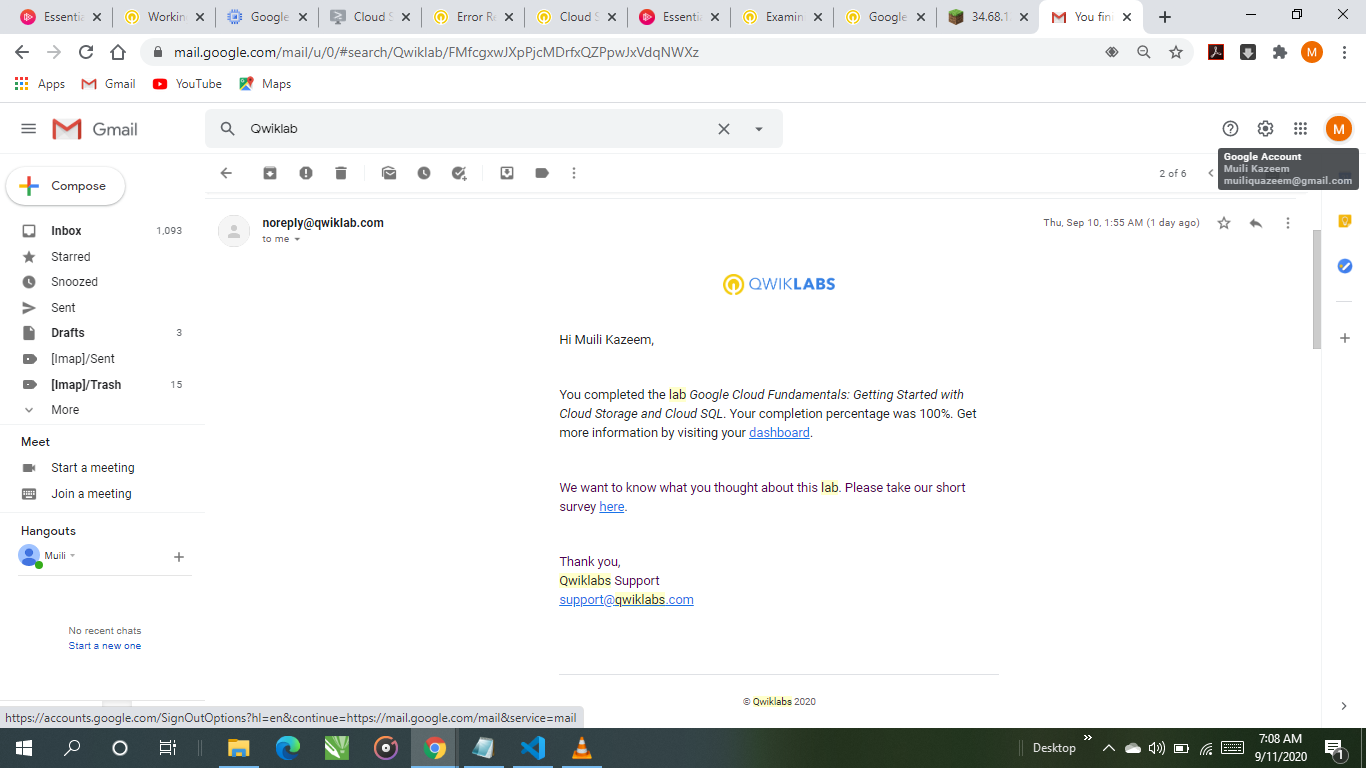 Essentia
Workin
Google
Cloud S
Error Re
Cloud S
Essentia
Examin
Google
34.68.1.
You fini
mail.google.com/mail/u/0/#search/Qwiklab/FMfcgxwJXpPjcMDrfxQZPpwJxVdqNWXz
M
Apps
Gmail
YouTube
Maps
Gmail
Qwiklab
M
Google Account
Muili Kazeem
muiliquazeem@gmail.com
Compose
2 of 6
Inbox 1,093
Starred
Snoozed
Sent
Drafts 3
[Imap]/Sent
[Imap]/Trash 15
More
Meet
Start a meeting
Join a meeting
Hangouts
Muili
No recent chats
Start a new one
noreply@qwiklab.com
to me
Thu, Sep 10, 1:55 AM (1 day ago)
QWIKLABS
Hi Muili Kazeem,
You completed the lab Google Cloud Fundamentals: Getting Started with
Cloud Storage and Cloud SQL. Your completion percentage was 100%. Get
more information by visiting your dashboard.
We want to know what you thought about this lab. Please take our short
survey here.
Thank you,
Qwiklabs Support
support@qwiklabs.com
© Qwiklabs 2020
https://accounts.google.com/SignOutOptions?hl=en&continue=https://mail.google.com/mail&service=mail
Desktop
7:08 AM
9/11/2020
1